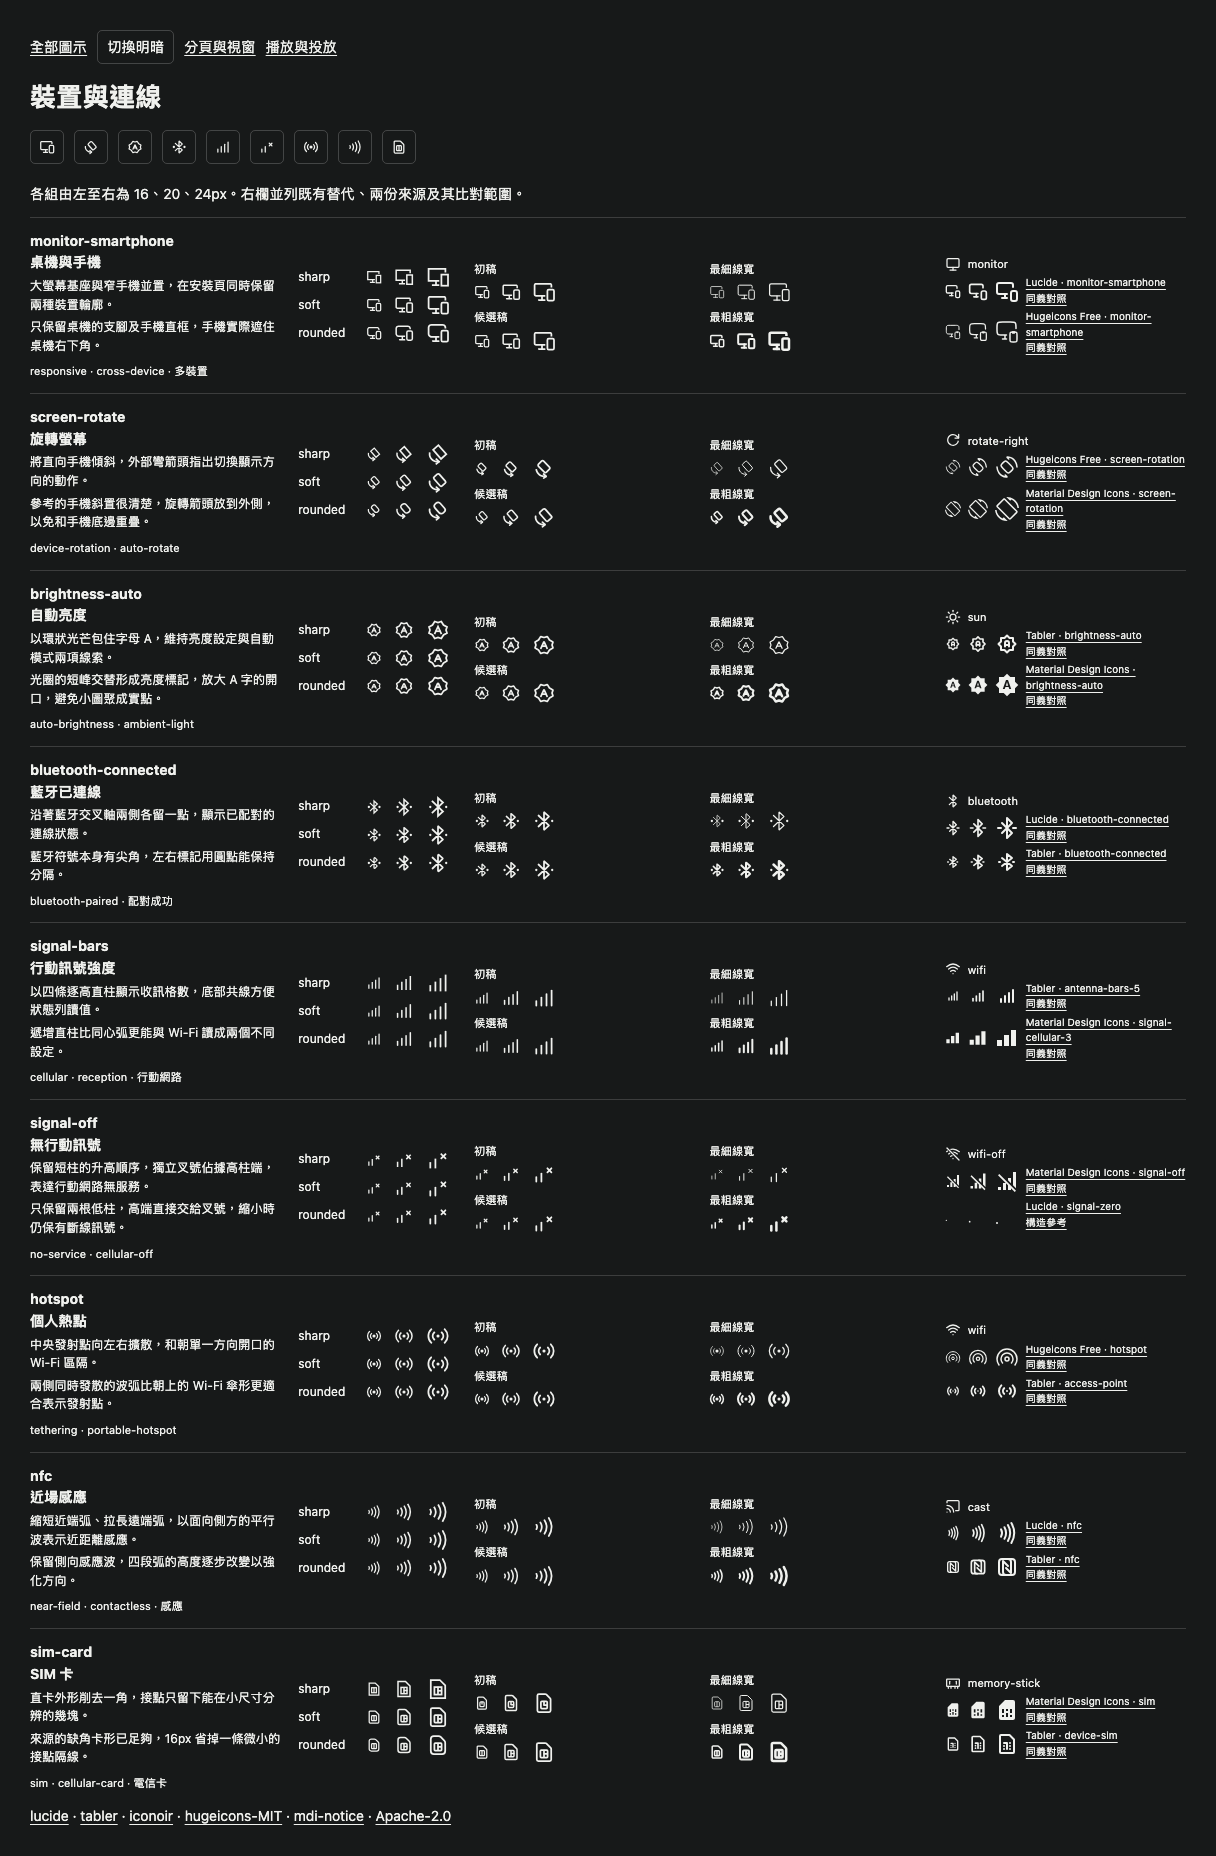 全部圖示 切換明暗 分頁與視窗 播放與投放
裝置與連線
各組由左至右為 16、20、24px。右欄並列既有替代、兩份來源及其比對範圍。
monitor-smartphone
桌機與手機
大螢幕基座與窄手機並置，在安裝頁同時保留
兩種裝置輪廓。
只保留桌機的支腳及手機直框，手機實際遮住
桌機右下角。
responsive · cross-device · 多裝置
sharp
soft
rounded
初稿
候選稿
最細線寬
最粗線寬
monitor
Lucide · monitor-smartphone
同義對照
Hugeicons Free · monitor-
smartphone
同義對照
screen-rotate
旋轉螢幕
將直向手機傾斜，外部彎箭頭指出切換顯示方
向的動作。
參考的手機斜置很清楚，旋轉箭頭放到外側，
以免和手機底邊重疊。
device-rotation · auto-rotate
sharp
soft
rounded
初稿
候選稿
最細線寬
最粗線寬
rotate-right
Hugeicons Free · screen-rotation
同義對照
Material Design Icons · screen-
rotation
同義對照
brightness-auto
自動亮度
以環狀光芒包住字母 A，維持亮度設定與自動
模式兩項線索。
光圈的短峰交替形成亮度標記，放大 A 字的開
口，避免小圖聚成實點。
auto-brightness · ambient-light
sharp
soft
rounded
初稿
候選稿
最細線寬
最粗線寬
sun
Tabler · brightness-auto
同義對照
Material Design Icons ·
brightness-auto
同義對照
bluetooth-connected
藍牙已連線
沿著藍牙交叉軸兩側各留一點，顯示已配對的
連線狀態。
藍牙符號本身有尖角，左右標記用圓點能保持
分隔。
bluetooth-paired · 配對成功
sharp
soft
rounded
初稿
候選稿
最細線寬
最粗線寬
bluetooth
Lucide · bluetooth-connected
同義對照
Tabler · bluetooth-connected
同義對照
signal-bars
行動訊號強度
以四條逐高直柱顯示收訊格數，底部共線方便
狀態列讀值。
遞增直柱比同心弧更能與 Wi-Fi 讀成兩個不同
設定。
cellular · reception · 行動網路
sharp
soft
rounded
初稿
候選稿
最細線寬
最粗線寬
wifi
Tabler · antenna-bars-5
同義對照
Material Design Icons · signal-
cellular-3
同義對照
signal-off
無行動訊號
保留短柱的升高順序，獨立叉號佔據高柱端，
表達行動網路無服務。
只保留兩根低柱，高端直接交給叉號，縮小時
仍保有斷線訊號。
no-service · cellular-off
sharp
soft
rounded
初稿
候選稿
最細線寬
最粗線寬
wifi-off
Material Design Icons · signal-off
同義對照
Lucide · signal-zero
構造參考
hotspot
個人熱點
中央發射點向左右擴散，和朝單一方向開口的
Wi-Fi 區隔。
兩側同時發散的波弧比朝上的 Wi-Fi 傘形更適
合表示發射點。
tethering · portable-hotspot
sharp
soft
rounded
初稿
候選稿
最細線寬
最粗線寬
wifi
Hugeicons Free · hotspot
同義對照
Tabler · access-point
同義對照
nfc
近場感應
縮短近端弧、拉長遠端弧，以面向側方的平行
波表示近距離感應。
保留側向感應波，四段弧的高度逐步改變以強
化方向。
near-field · contactless · 感應
sharp
soft
rounded
初稿
候選稿
最細線寬
最粗線寬
cast
Lucide · nfc
同義對照
Tabler · nfc
同義對照
sim-card
SIM 卡
直卡外形削去一角，接點只留下能在小尺寸分
辨的幾塊。
來源的缺角卡形已足夠，16px 省掉一條微小的
接點隔線。
sim · cellular-card · 電信卡
sharp
soft
rounded
初稿
候選稿
最細線寬
最粗線寬
memory-stick
Material Design Icons · sim
同義對照
Tabler · device-sim
同義對照
lucide · tabler · iconoir · hugeicons-MIT · mdi-notice · Apache-2.0